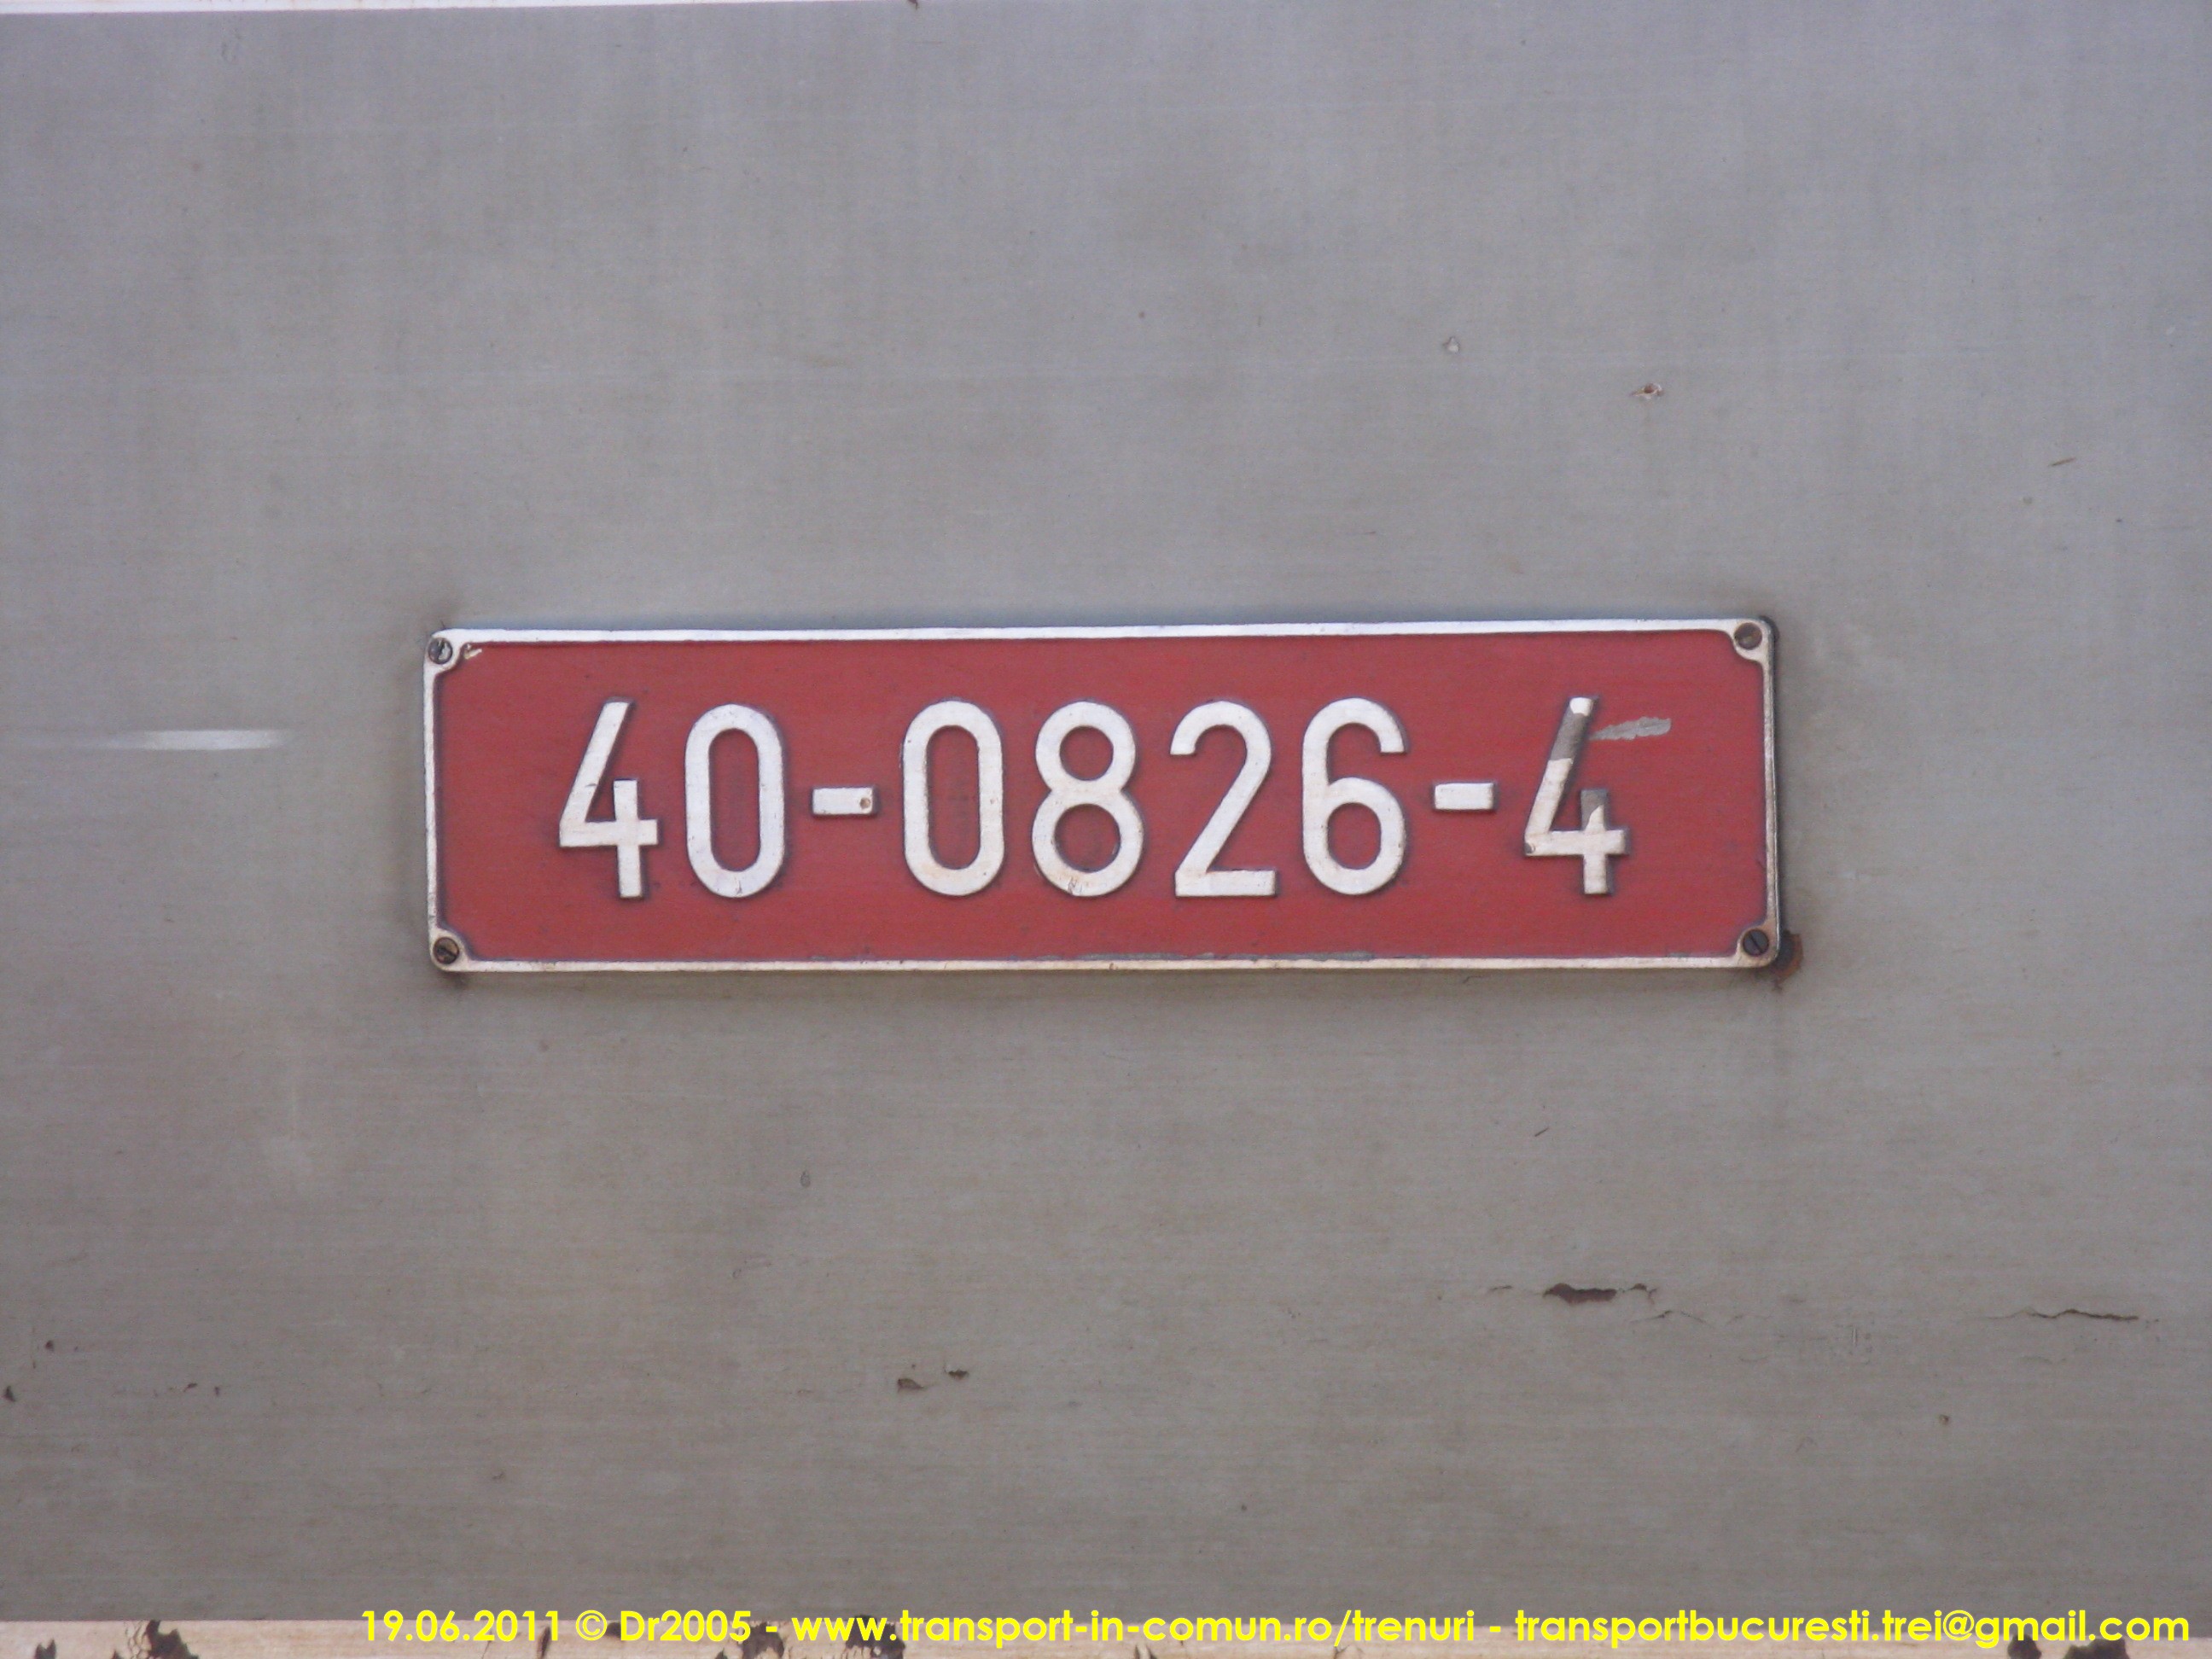 40-0826-4
19.06.2011 © Dr2005 - www.transport-in-comun.ro/trenuri - transportbucuresti.trei@gmail.com